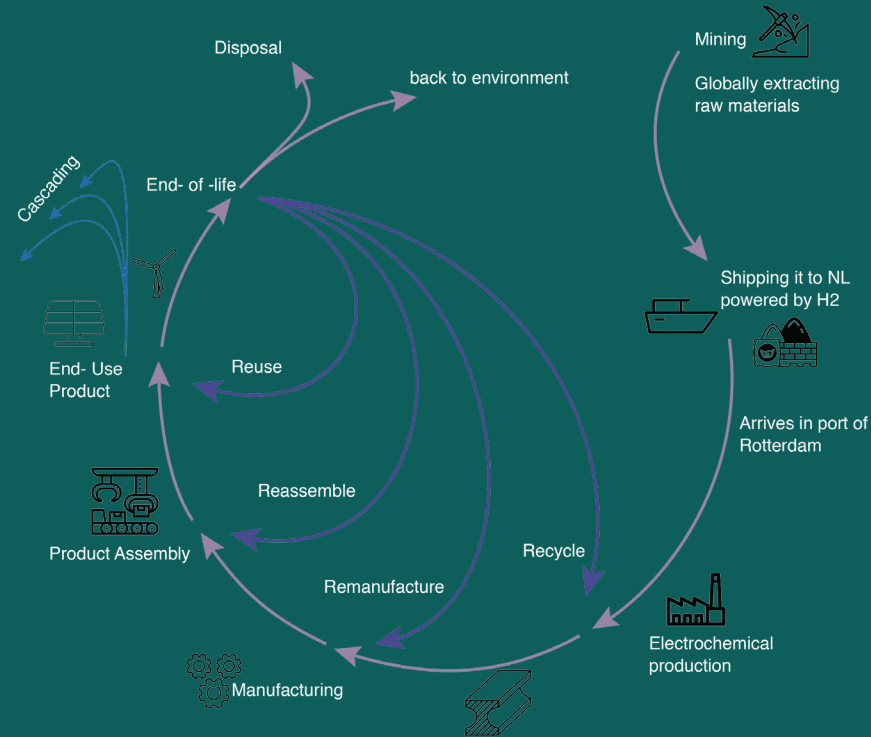 Disposal
back to environment
Mining
Globally extracting
raw materials
Cascading
End- of -life
Shipping it to NL
powered by H2
End- Use
Product
Reuse
Arrives in port of
Rotterdam
Reassemble
Product Assembly
Recycle
Remanufacture
Electrochemical
production
Manufacturing